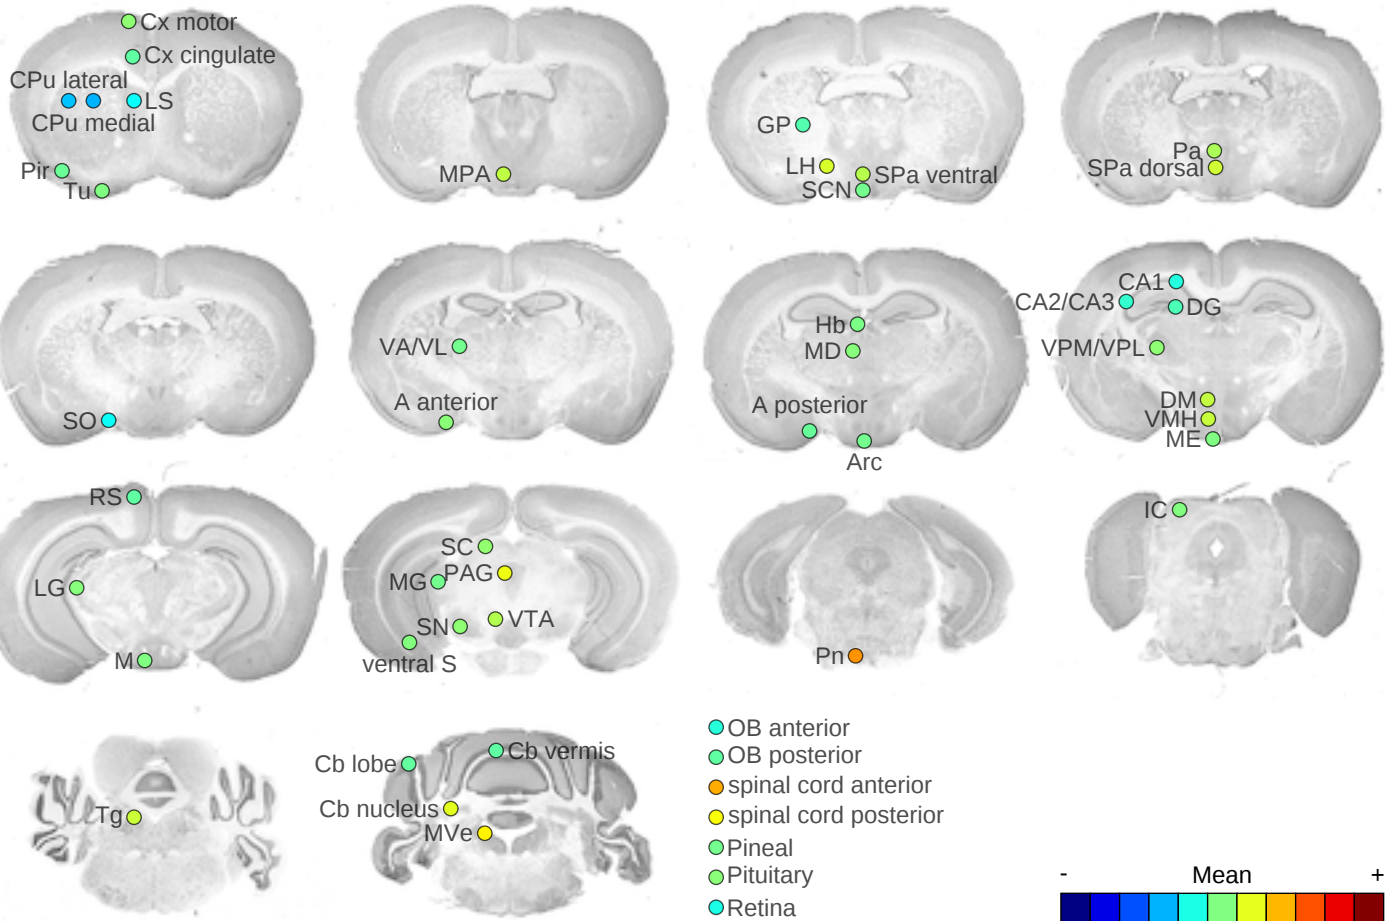 Cx motor
Cx cingulate
CPu lateral
LS
CPu medial
Pir
Tu
MPA
GP
LH
SPa ventral
SCN
Pa
SPa dorsal
SO
VA/VL
A anterior
Hb
MD
A posterior
Arc
CA1
CA2/CA3
DG
VPM/VPL
DM
VMH
ME
RS
LG
M
SC
MG
PAG
SN
VTA
ventral S
Pn
IC
Tg
Cb lobe
Cb vermis
Cb nucleus
MVe
OB anterior
OB posterior
spinal cord anterior
spinal cord posterior
Pineal
Pituitary
Retina
- Mean +